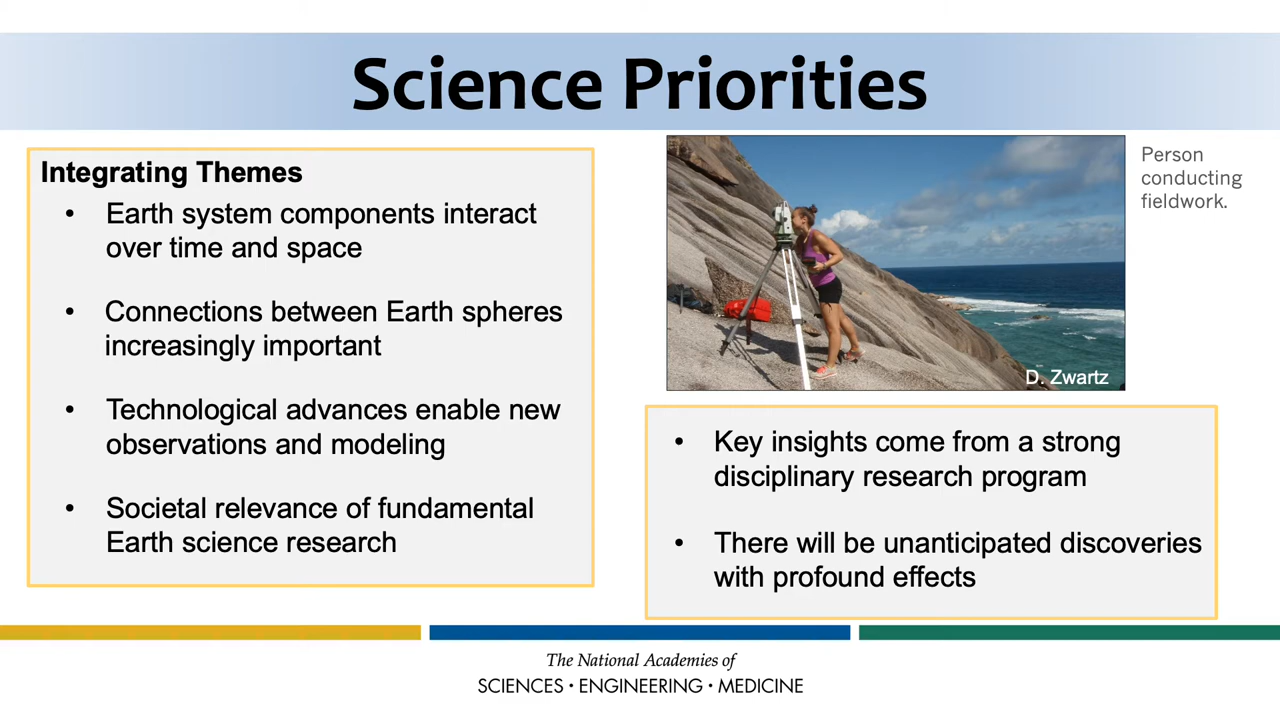 Science Priorities
Integrating Themes
• Earth system components interact
over time and space
• Connections between Earth spheres
increasingly important
• Technological advances enable new
observations and modeling
• Societal relevance of fundamental
Earth science research
Person
conducting
fieldwork.
D. Zwartz
• Key insights come from a strong
disciplinary research program
• There will be unanticipated discoveries
with profound effects
The National Academies of
SCIENCES · ENGINEERING · MEDICINE